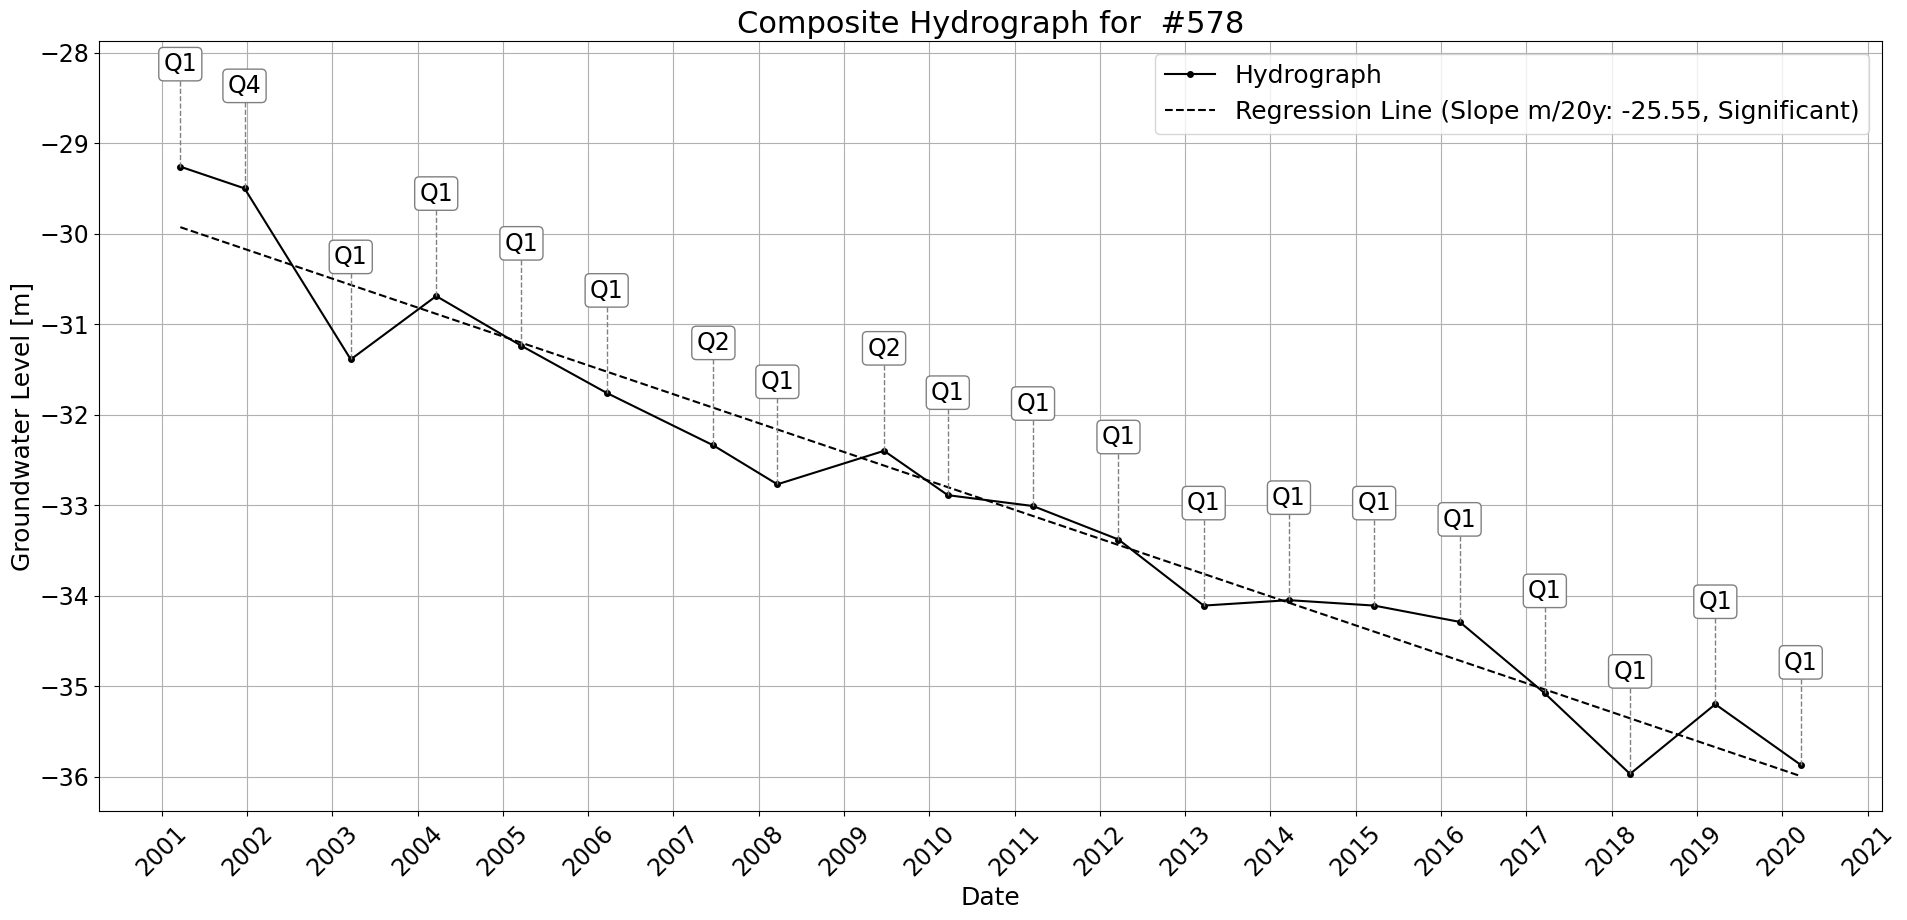 Composite Hydrograph for  #578
Hydrograph
Regression Line (Slope m/20y: -25.55, Significant)
Groundwater Level [m]
−28
−29
−30
−31
−32
−33
−34
−35
−36
Q1
Q4
Q1
Q1
Q1
Q1
Q2
Q1
Q2
Q1
Q1
Q1
Q1
Q1
Q1
Q1
Q1
Q1
Q1
Q1
2001
2002
2003
2004
2005
2006
2007
2008
2009
2010
2011
2012
2013
2014
2015
2016
2017
2018
2019
2020
2021
Date